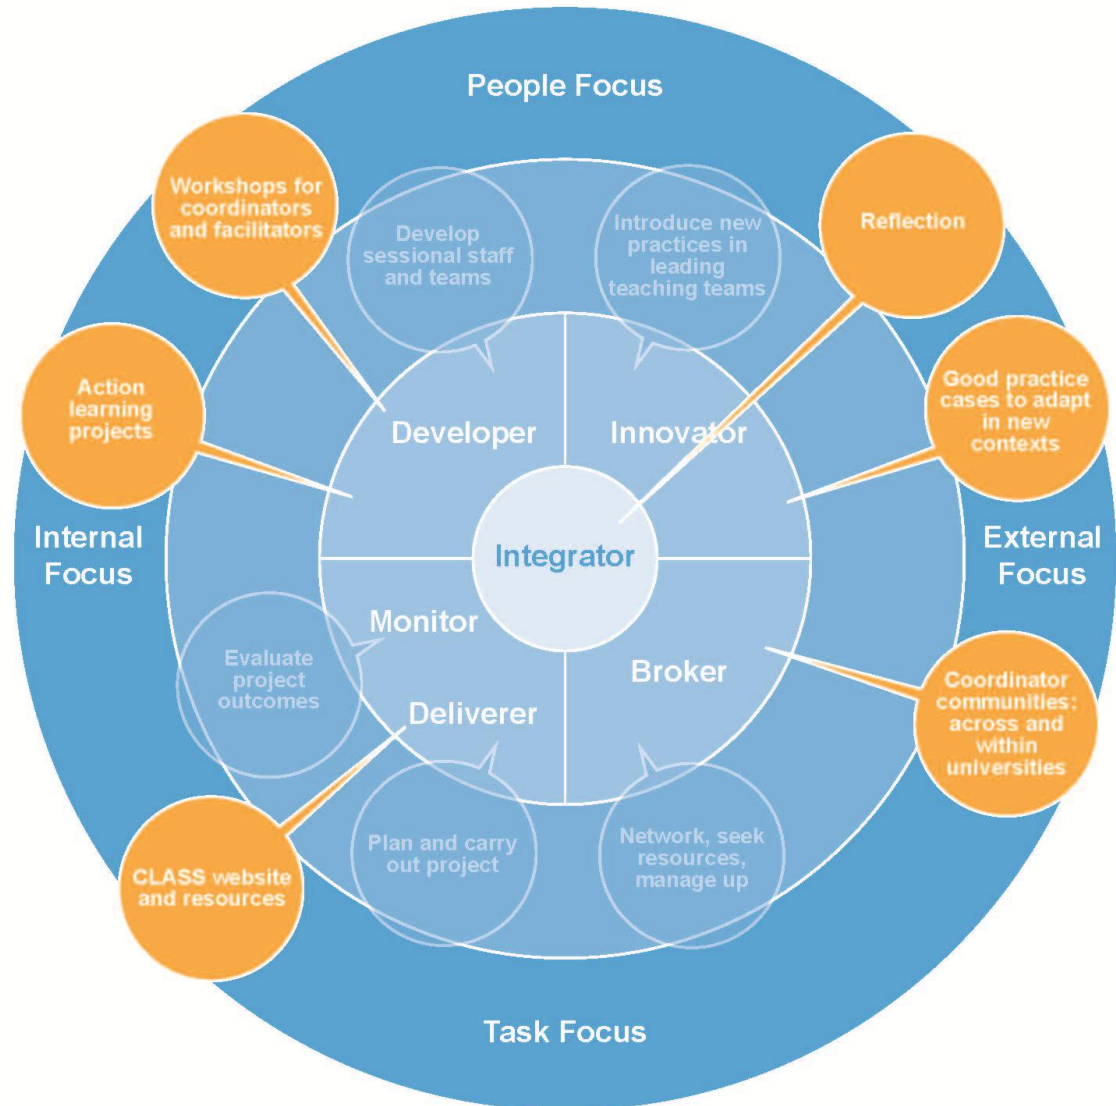 People Focus
Workshops for
coordinators
and facilitators
Develop
sessional staff
and teams
Introduce new
practices in
leading
teaching teams
Reflection
Action
learning
projects
Developer
Innovator
Good practice
cases to adapt
in new
contexts
Internal
Focus
Integrator
External
Focus
Monitor
Evaluate
project
outcomes
Deliverer
Broker
Coordinator
communities:
across and
within
universities
CLASS website
and resources
Plan and carry
out project
Network, seek
resources,
manage up
Task Focus